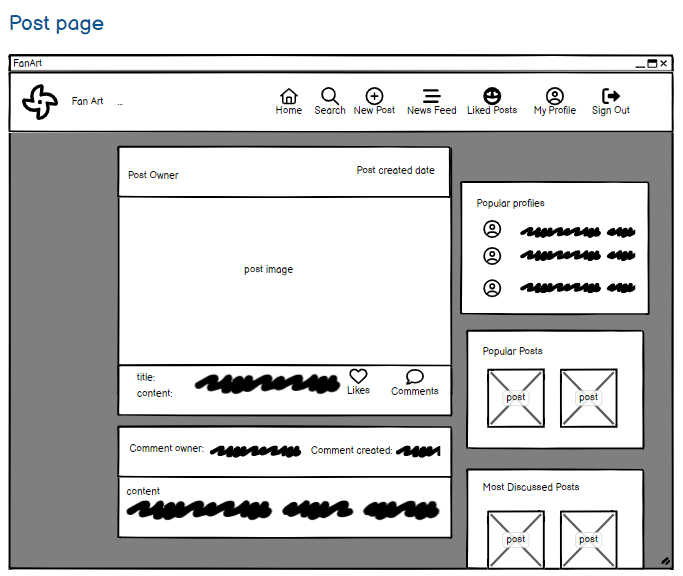 Post page
FanArt
Fan Art ...
Home Search New Post News Feed Liked Posts My Profile Sign Out
Post Owner Post created date
post image
title:
content:
Likes Comments
Comment owner: Comment created:
content
Popular profiles
Popular Posts
post post
Most Discussed Posts
post post